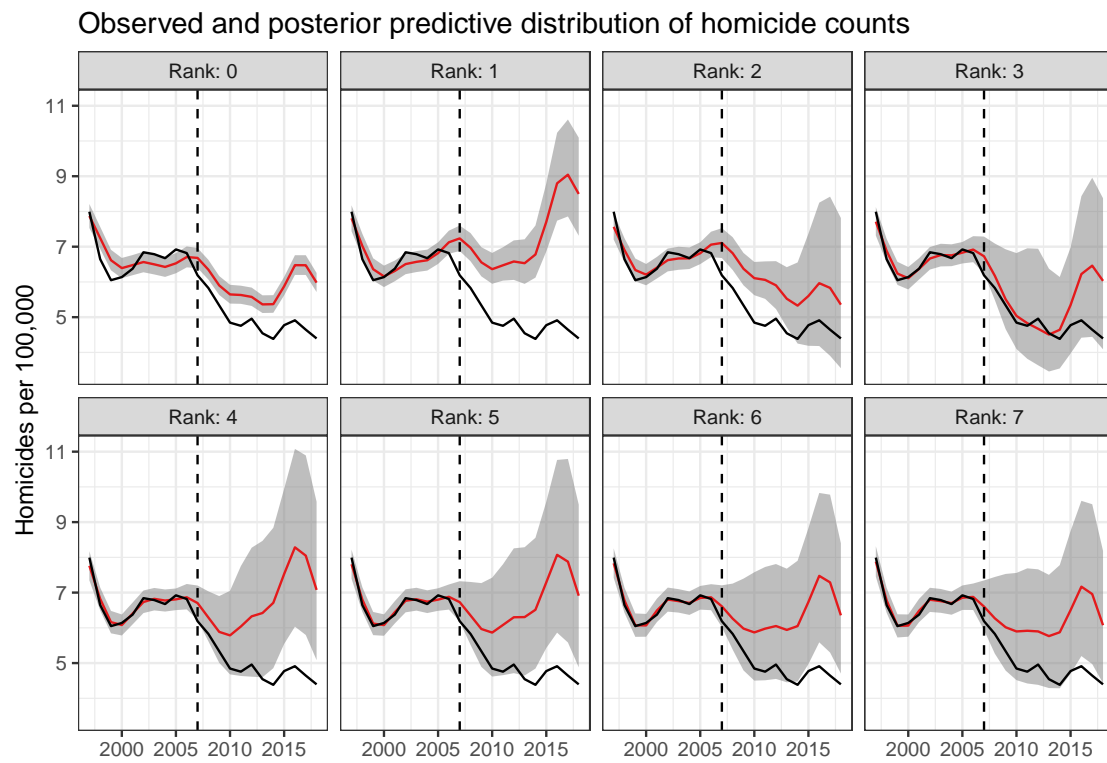 Observed and posterior predictive distribution of homicide counts
Rank: 0 Rank: 1 Rank: 2 Rank: 3
11
9
7
5
Homicides per 100,000
Rank: 4 Rank: 5 Rank: 6 Rank: 7
11
9
7
5
2000 2005 2010 2015 2000 2005 2010 2015 2000 2005 2010 2015 2000 2005 2010 2015